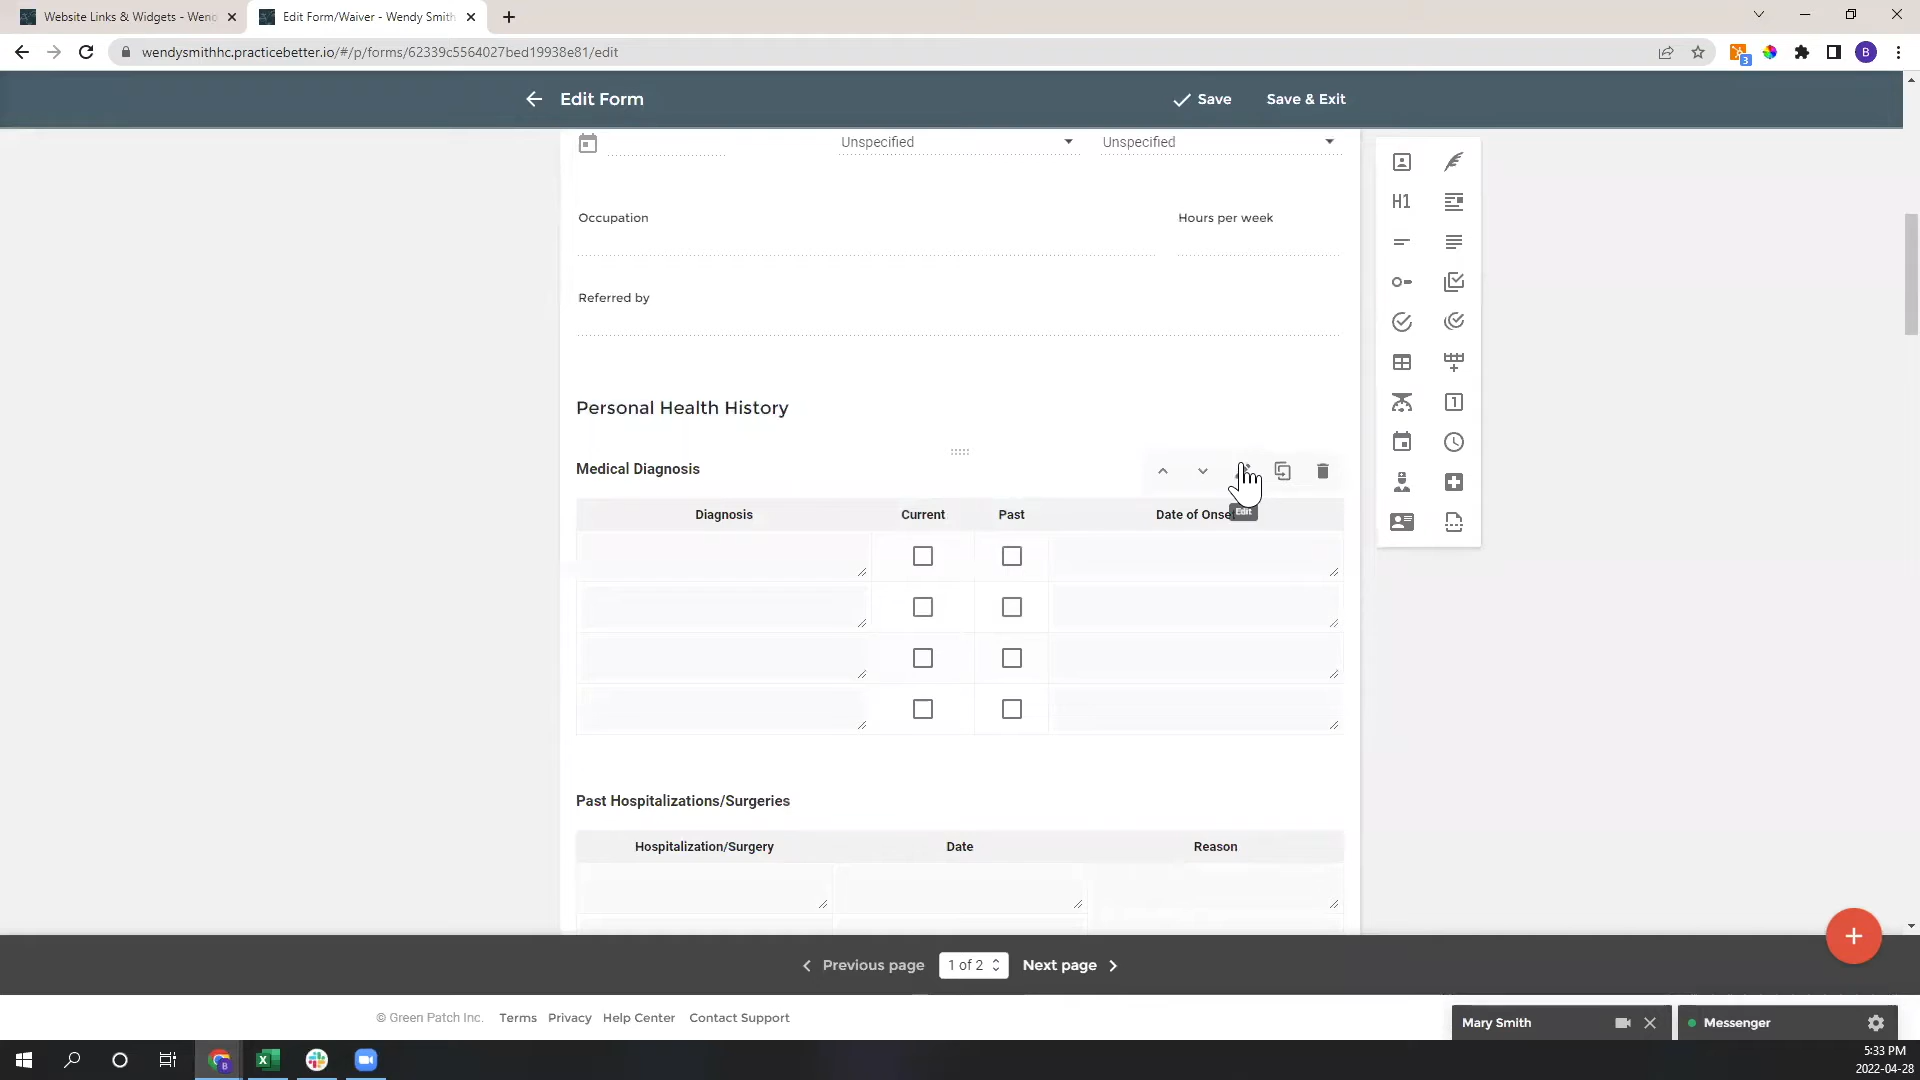 Website Links & Widgets - Wen
Edit Form/Waiver - Wendy Smith
wendysmithhc.practicebetter.io/#/p/forms/62339c5564027bed19938e81/edit
3
B
Edit Form
Save
Save & Exit
Unspecified
Unspecified
Occupation
Hours per week
Referred by
H1
1
Personal Health History
Medical Diagnosis
Diagnosis
Current
Past
Date of Onse
Edit
Past Hospitalizations/Surgeries
Hospitalization/Surgery
Date
Reason
Previous page
1 of 2
Next page
© Green Patch Inc.
Terms
Privacy
Help Center
Contact Support
Mary Smith
Messenger
5:33 PM
2022-04-28